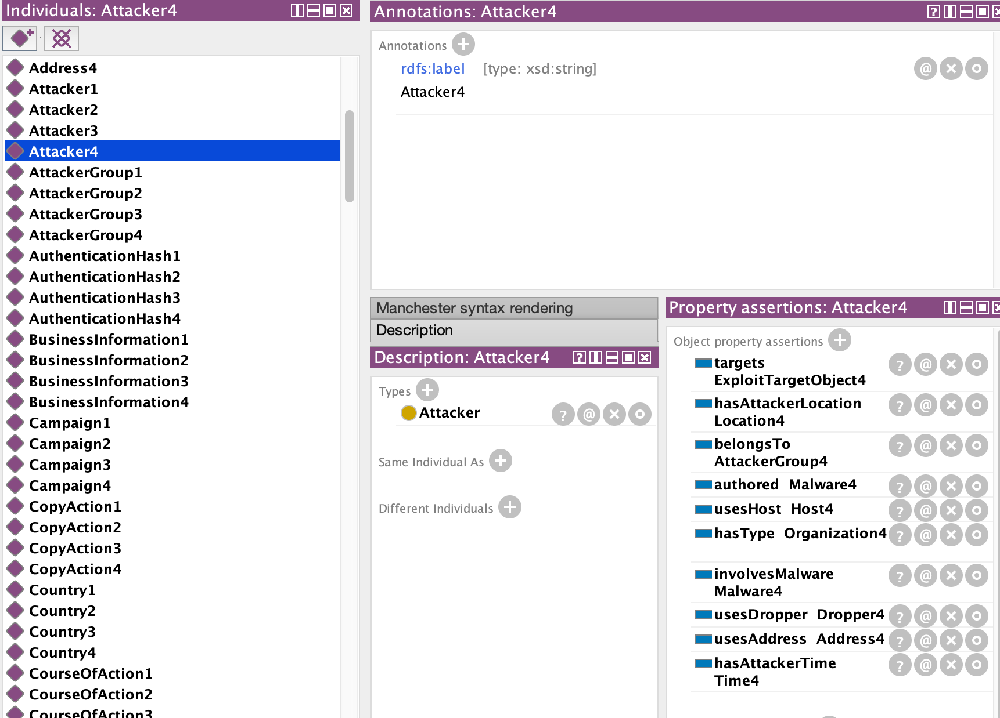 Individuals: Attacker4
Address4
Attacker1
Attacker2
Attacker3
Attacker4
AttackerGroup1
AttackerGroup2
AttackerGroup3
AttackerGroup4
AuthenticationHash1
AuthenticationHash2
AuthenticationHash3
AuthenticationHash4
BusinessInformation1
BusinessInformation2
BusinessInformation3
BusinessInformation4
Campaign1
Campaign2
Campaign3
Campaign4
CopyAction1
CopyAction2
CopyAction3
CopyAction4
Country1
Country2
Country3
Country4
CourseOfAction1
CourseOfAction2
CourseOfAction3
Annotations: Attacker4
Annotations
rdfs:label [type: xsd:string]
Attacker4
Manchester syntax rendering
Description
Description: Attacker4
Types
Attacker
Same Individual As
Different Individuals
Property assertions: Attacker4
Object property assertions
targets
ExploitTargetObject4
hasAttackerLocation
Location4
belongsTo
AttackerGroup4
authored Malware4
usesHost Host4
hasType Organization4
involvesMalware
Malware4
usesDropper Dropper4
usesAddress Address4
hasAttackerTime
Time4